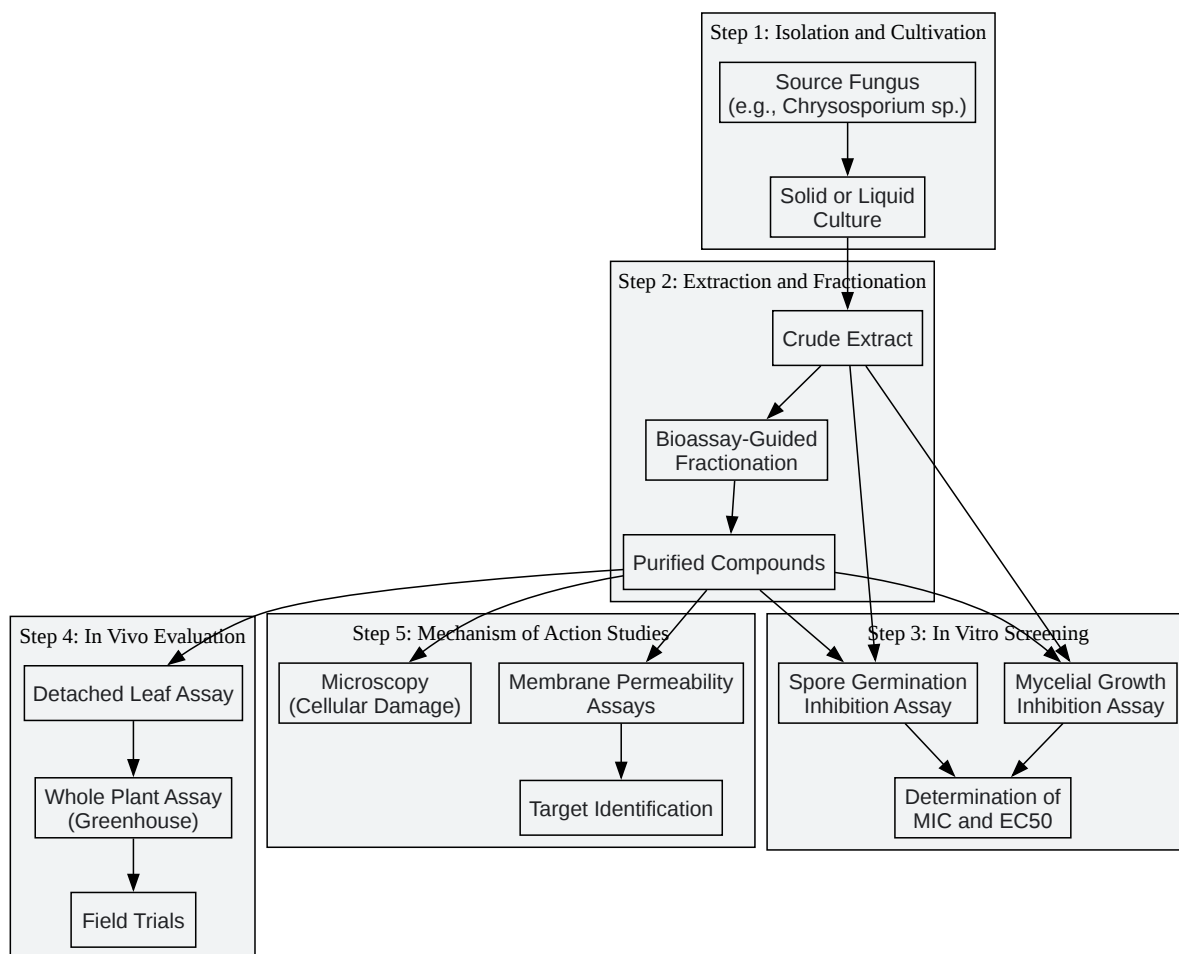 Step 1: Isolation and Cultivation
Source Fungus
(e.g., Chrysosporium sp.)
Solid or Liquid
Culture
Step 2: Extraction and Fractionation
Crude Extract
Bioassay-Guided
Fractionation
Purified Compounds
Step 4: In Vivo Evaluation
Detached Leaf Assay
Whole Plant Assay
(Greenhouse)
Field Trials
Step 5: Mechanism of Action Studies
Microscopy
(Cellular Damage)
Membrane Permeability
Assays
Target Identification
Step 3: In Vitro Screening
Spore Germination
Inhibition Assay
Mycelial Growth
Inhibition Assay
Determination of
MIC and EC50